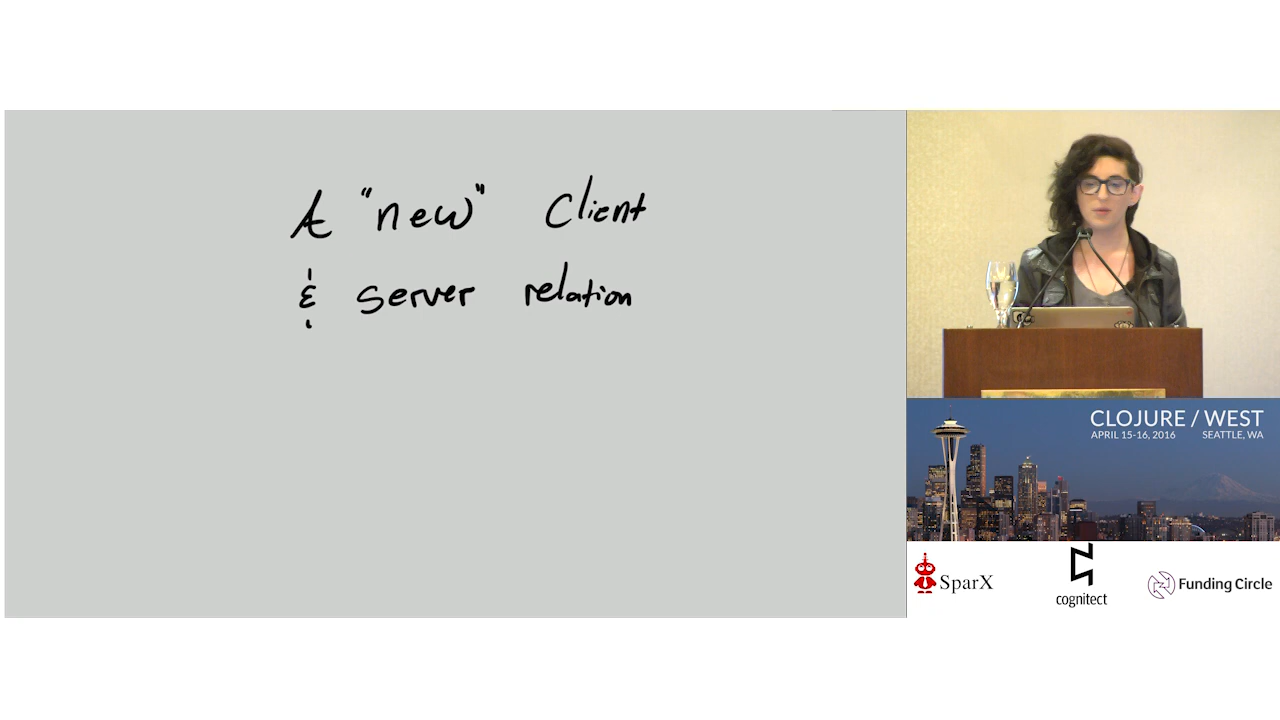 A "new" Client
& server relation
CLOJURE / WEST
APRIL 15-16, 2016 SEATTLE, WA
SparX
cognitect
Funding Circle